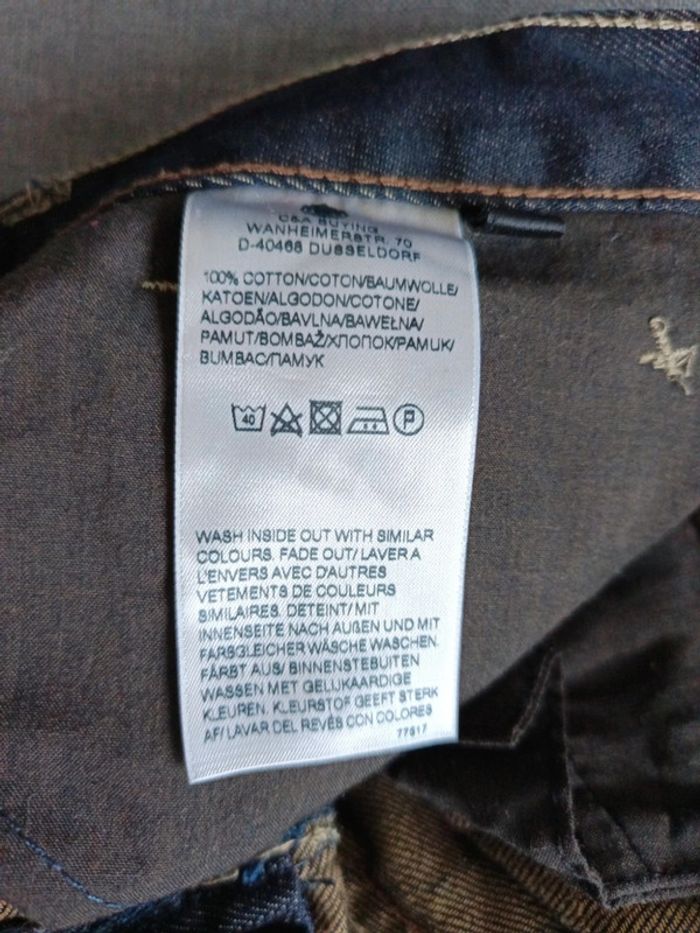 C&A BUYING
WANHEIMERSTR. 70
D-40468 DUSSELDORF
100% COTTON/COTON/BAUMWOLLE/
KATOEN/ALGODON/COTONE/
ALGODÃO/BAVLNA/BAWEŁNA/
PAMUT/BOMBAŽ/ХЛОПОК/PAMUK/
BUMBAC/ПАМУК
40 P
WASH INSIDE OUT WITH SIMILAR
COLOURS. FADE OUT/ LAVER A
L'ENVERS AVEC D'AUTRES
VETEMENTS DE COULEURS
SIMILAIRES. DETEINT/ MIT
INNENSEITE NACH AUßEN UND MIT
FARBGLEICHER WÄSCHE WASCHEN.
FÄRBT AUS/ BINNENSTEBUITEN
WASSEN MET GELIJKAARDIGE
KLEUREN. KLEURSTOF GEEFT STERK
AF/ LAVAR DEL REVÉS CON COLORES
77517